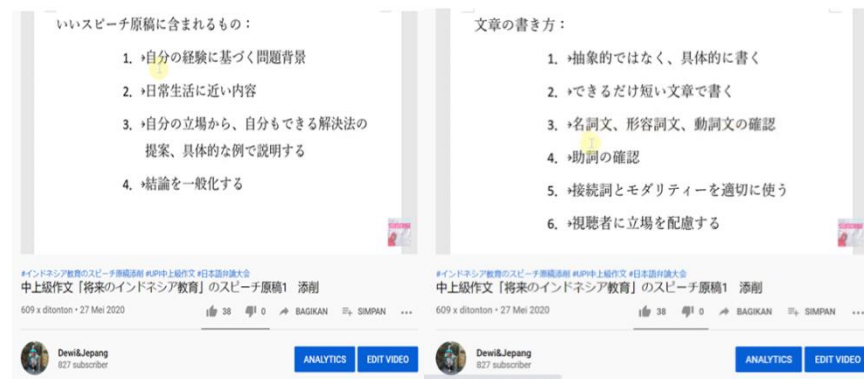 いいスピーチ原稿に含まれるもの：
1. →自分の経験に基づく問題背景
2. →日常生活に近い内容
3. →自分の立場から、自分もできる解決法の
提案、具体的な例で説明する
4. →結論を一般化する
#インドネシア教育のスピーチ原稿添削 #UPI中上級作文 #日本語弁論大会
中上級作文「将来のインドネシア教育」のスピーチ原稿1　添削
609 x ditonton • 27 Mei 2020
38 0 BAGIKAN SIMPAN ...
Dewi&Jepang
827 subscriber
ANALYTICS EDIT VIDEO
文章の書き方：
1. →抽象的ではなく、具体的に書く
2. →できるだけ短い文章で書く
3. →名詞文、形容詞文、動詞文の確認
4. →助詞の確認
5. →接続詞とモダリティーを適切に使う
6. →視聴者に立場を配慮する
#インドネシア教育のスピーチ原稿添削 #UPI中上級作文 #日本語弁論大会
中上級作文「将来のインドネシア教育」のスピーチ原稿1　添削
609 x ditonton • 27 Mei 2020
38 0 BAGIKAN SIMPAN ...
Dewi&Jepang
827 subscriber
ANALYTICS EDIT VIDEO